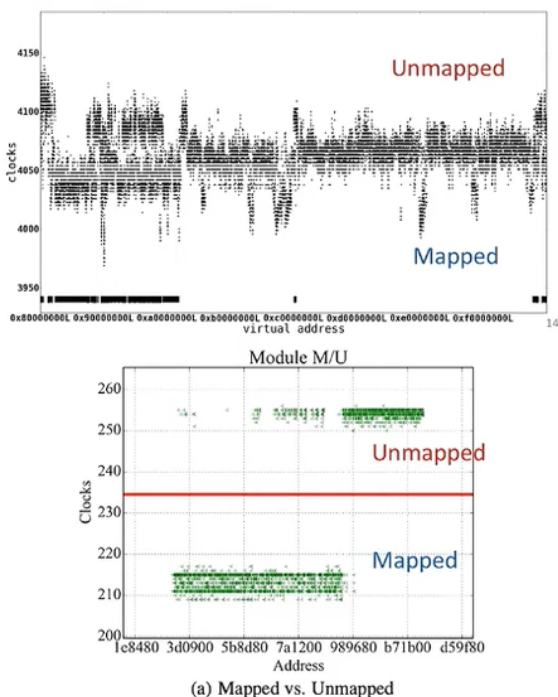 4150
Unmapped
4100
clocks
4050
4000
Mapped
3950
0x80000000L 0x90000000L 0xa0000000L 0xb0000000L 0xc0000000L 0xd0000000L 0xe0000000L 0xf0000000L
14
virtual address
Module M/U
260
250
Unmapped
240
Clocks
230
220
Mapped
210
200
1e8480 3d0900 5b8d80 7a1200 989680 b71b00 d59f80
Address
(a) Mapped vs. Unmapped